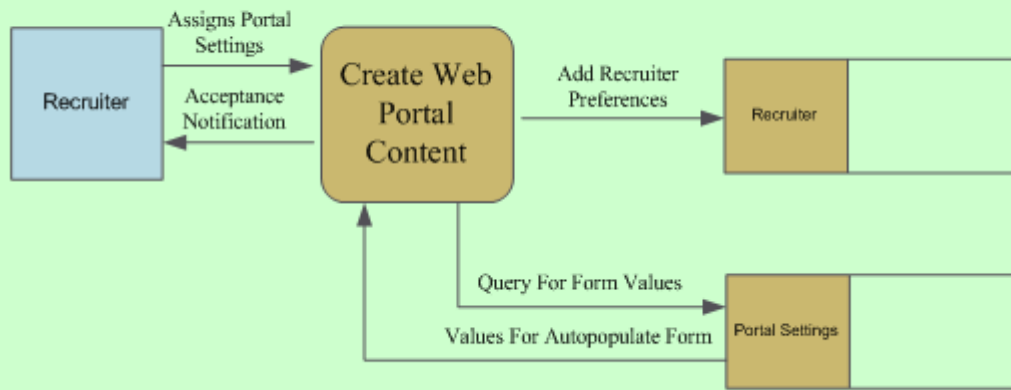 Assigns Portal
Settings
Recruiter
Acceptance
Notification
Create Web
Portal
Content
Add Recruiter
Preferences
Recruiter
Query For Form Values
Values For Autopopulate Form
Portal Settings